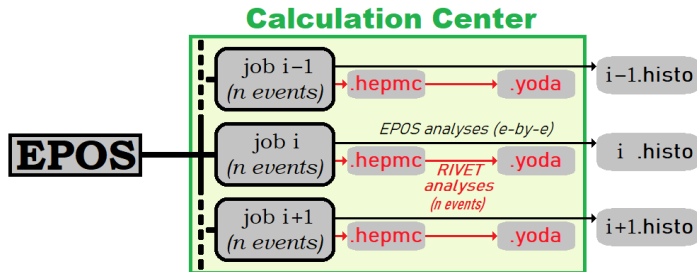 Calculation Center
job i−1
(n events)
.hepmc
.yoda
i−1.histo
EPOS
job i
(n events)
EPOS analyses (e-by-e)
.hepmc
.yoda
i .histo
RIVET
analyses
(n events)
job i+1
(n events)
.hepmc
.yoda
i+1.histo